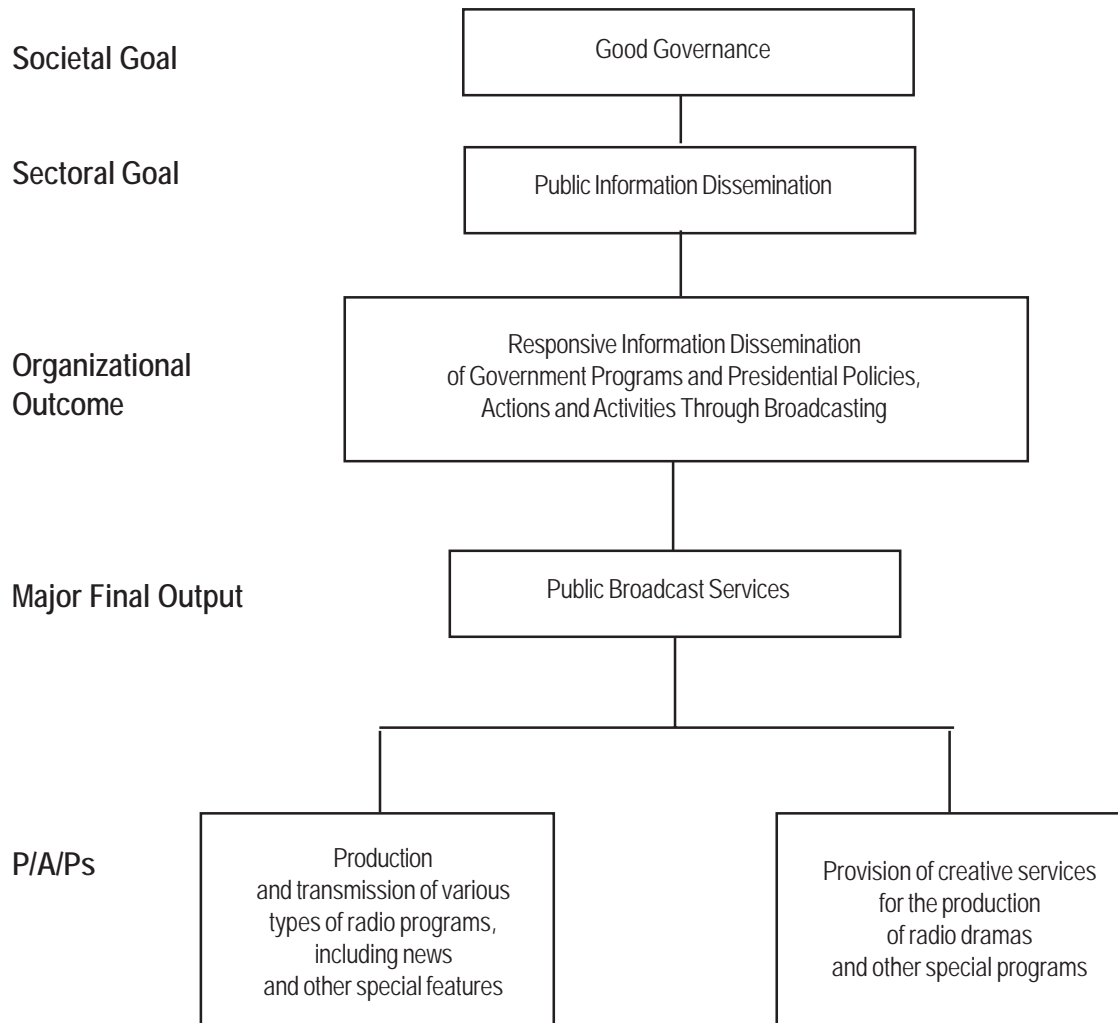 Societal Goal
Good Governance
Sectoral Goal
Public Information Dissemination
Organizational
Outcome
Responsive Information Dissemination
of Government Programs and Presidential Policies,
Actions and Activities Through Broadcasting
Major Final Output
Public Broadcast Services
P/A/Ps
Production
and transmission of various
types of radio programs,
including news
and other special features
Provision of creative services
for the production
of radio dramas
and other special programs